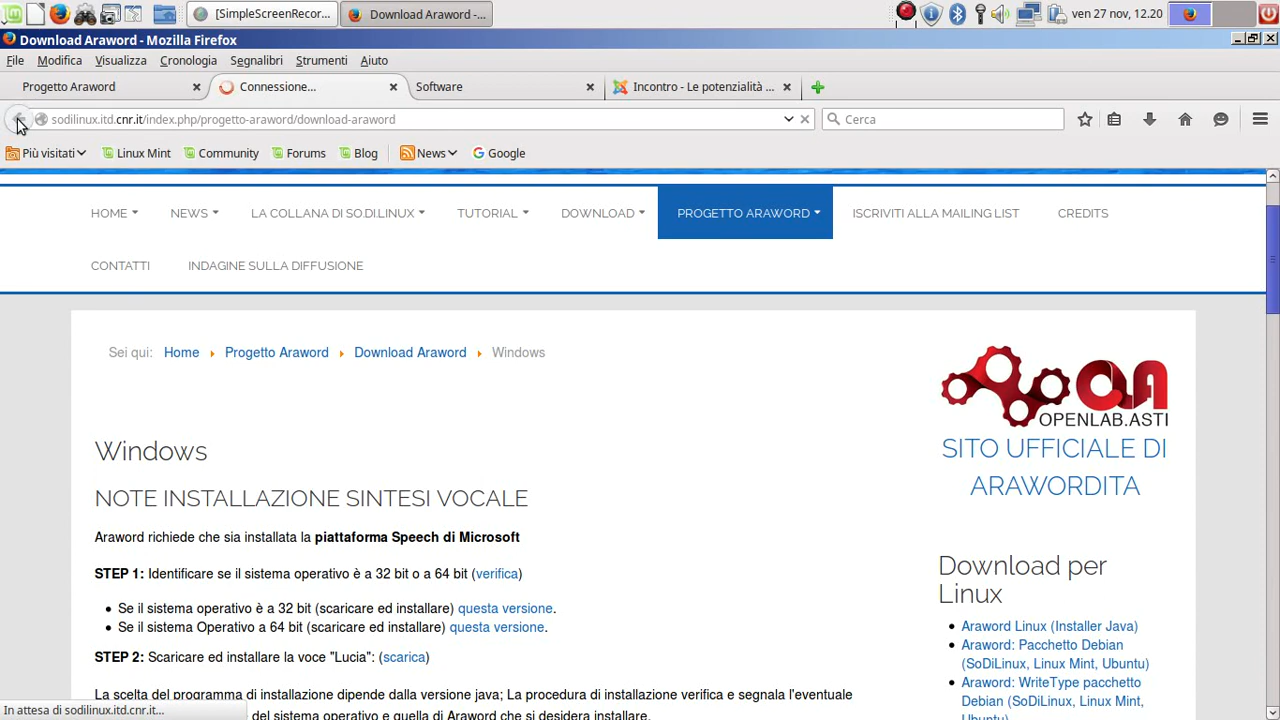 [SimpleScreenRecor...
Download Araword -...
ven 27 nov, 12.20
Download Araword - Mozilla Firefox
File Modifica Visualizza Cronologia Segnalibri Strumenti Aiuto
Progetto Araword
Connessione...
Software
Incontro - Le potenzialità ...
sodilinux.itd.cnr.it/index.php/progetto-araword/download-araword
Cerca
Più visitati Linux Mint Community Forums Blog News Google
HOME NEWS LA COLLANA DI SO.DI.LINUX TUTORIAL DOWNLOAD PROGETTO ARAWORD ISCRIVITI ALLA MAILING LIST CREDITS
CONTATTI INDAGINE SULLA DIFFUSIONE
Sei qui: Home Progetto Araword Download Araword Windows
Windows
NOTE INSTALLAZIONE SINTESI VOCALE
Araword richiede che sia installata la piattaforma Speech di Microsoft
STEP 1: Identificare se il sistema operativo è a 32 bit o a 64 bit (verifica)
• Se il sistema operativo è a 32 bit (scaricare ed installare) questa versione.
• Se il sistema Operativo a 64 bit (scaricare ed installare) questa versione.
STEP 2: Scaricare ed installare la voce "Lucia": (scarica)
La scelta del programma di installazione dipende dalla versione java; La procedura di installazione verifica e segnala l'eventuale
del sistema operativo e quella di Araword che si desidera installare.
OPENLAB.ASTI
SITO UFFICIALE DI
ARAWORDITA
Download per
Linux
• Araword Linux (Installer Java)
• Araword: Pacchetto Debian
(SoDiLinux, Linux Mint, Ubuntu)
• Araword: WriteType pacchetto
Debian (SoDiLinux, Linux Mint,
Ubuntu)
In attesa di sodilinux.itd.cnr.it...